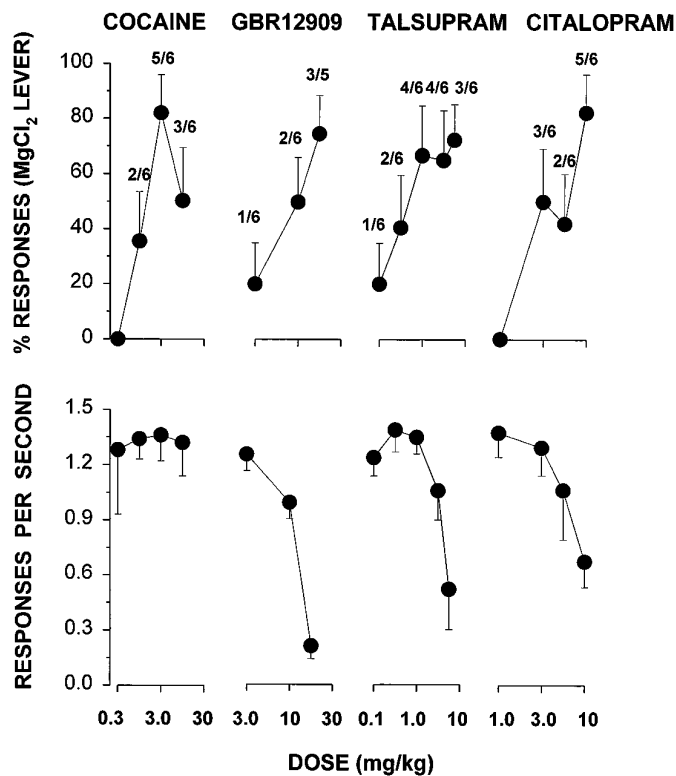 COCAINE GBR12909 TALSUPRAM CITALOPRAM
% RESPONSES (MgCl2 LEVER)
100
80
60
40
20
0
2/6 5/6 3/6
1/6 2/6 3/5
1/6 2/6 4/6 4/6 3/6
3/6 2/6 5/6
RESPONSES PER SECOND
1.5
1.2
0.9
0.6
0.3
0.0
0.3 3.0 30 3.0 10 30 0.1 1.0 10 1.0 3.0 10
DOSE (mg/kg)